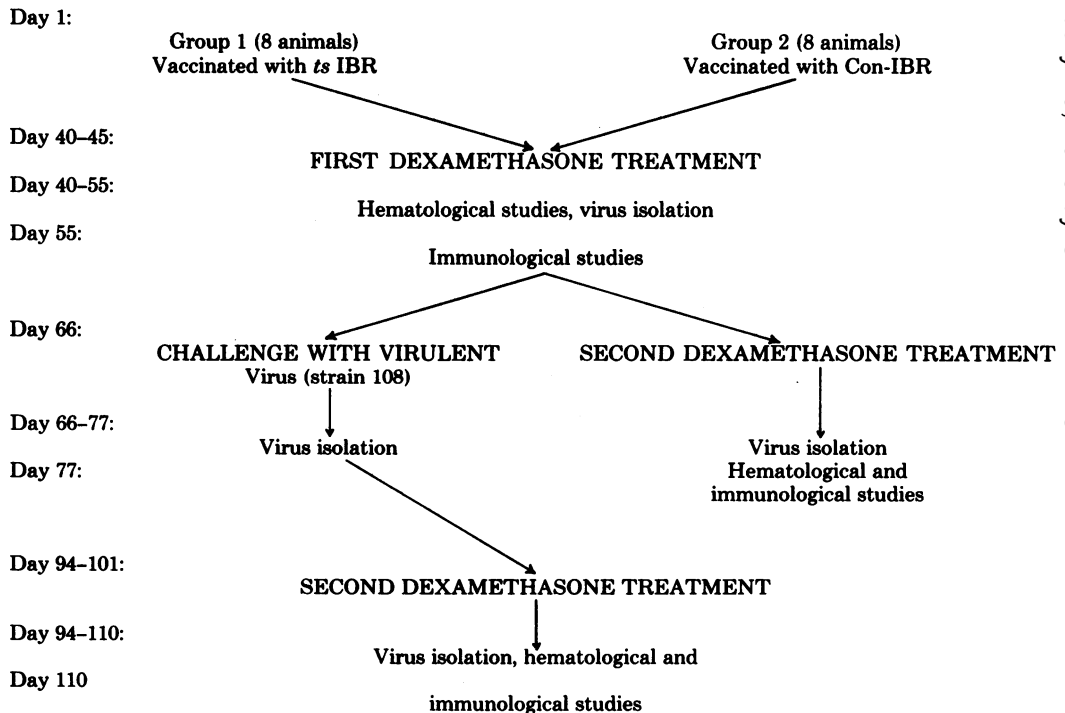 Day 1:
Group 1 (8 animals)
Vaccinated with ts IBR
Group 2 (8 animals)
Vaccinated with Con-IBR
Day 40–45:
FIRST DEXAMETHASONE TREATMENT
Day 40–55:
Hematological studies, virus isolation
Day 55:
Immunological studies
Day 66:
CHALLENGE WITH VIRULENT
Virus (strain 108)
SECOND DEXAMETHASONE TREATMENT
Day 66–77:
Virus isolation
Virus isolation
Day 77:
Hematological and
immunological studies
Day 94–101:
SECOND DEXAMETHASONE TREATMENT
Day 94–110:
Virus isolation, hematological and
Day 110
immunological studies